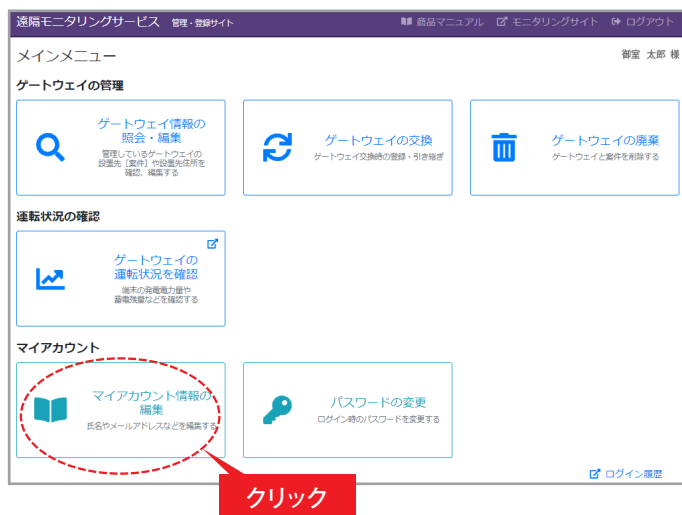 遠隔モニタリングサービス 管理・登録サイト 商品マニュアル モニタリングサイト ログアウト
メインメニュー 御室 太郎 様
ゲートウェイの管理
ゲートウェイ情報の
照会・編集
管理しているゲートウェイの
設置先［案件］や設置先住所を
確認、編集する
ゲートウェイの交換
ゲートウェイ交換時の登録・引き継ぎ
ゲートウェイの廃棄
ゲートウェイと案件を削除する
運転状況の確認
ゲートウェイの
運転状況を確認
端末の発電電力量や
蓄電残量などを確認する
マイアカウント
マイアカウント情報の
編集
氏名やメールアドレスなどを編集する
パスワードの変更
ログイン時のパスワードを変更する
ログイン履歴
クリック